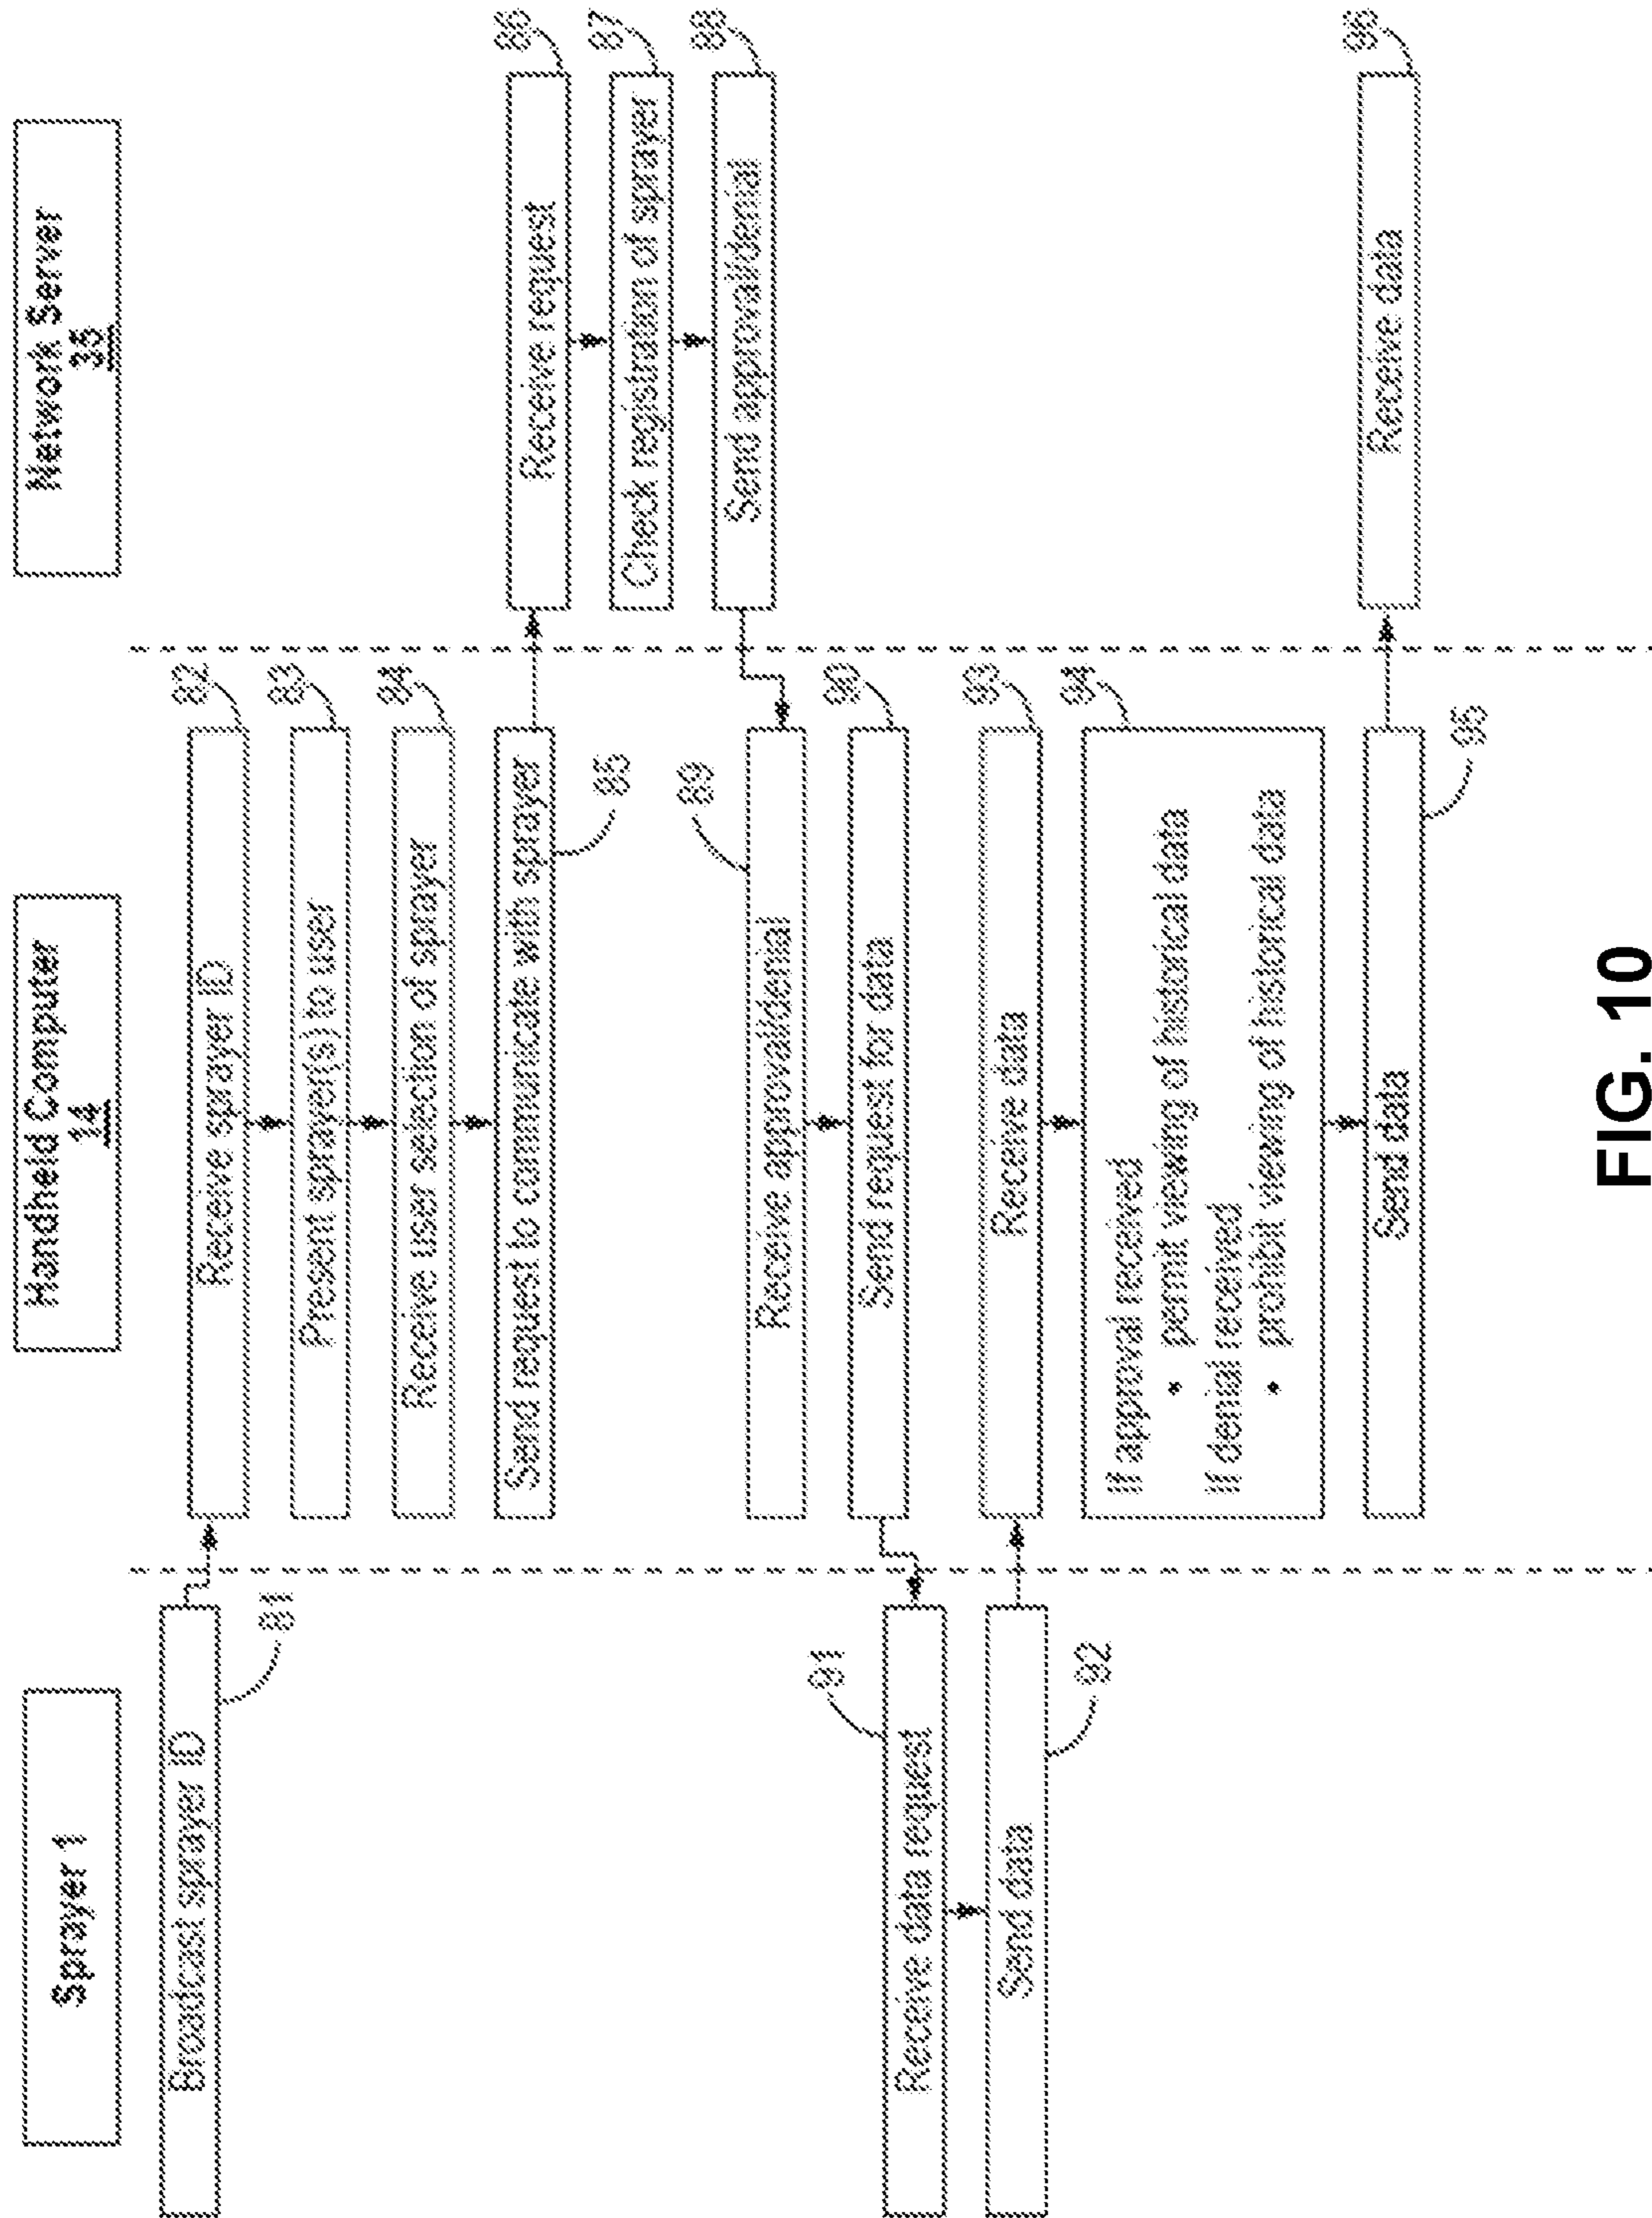 Sprayer 1
Handheld Computer
14
Network Server
35
Broadcast sprayer ID
81
Receive sprayer ID
82
Present sprayer(s) to user
83
Receive user selection of sprayer
84
Send request to communicate with sprayer
85
Receive request
86
Check registration of sprayer
87
Send approval/denial
88
Receive approval/denial
89
Send request for data
90
Receive data request
91
Send data
92
Receive data
93
If approval received
• permit viewing of historical data
If denial received
• prohibit viewing of historical data
94
Send data
95
Receive data
96
FIG. 10